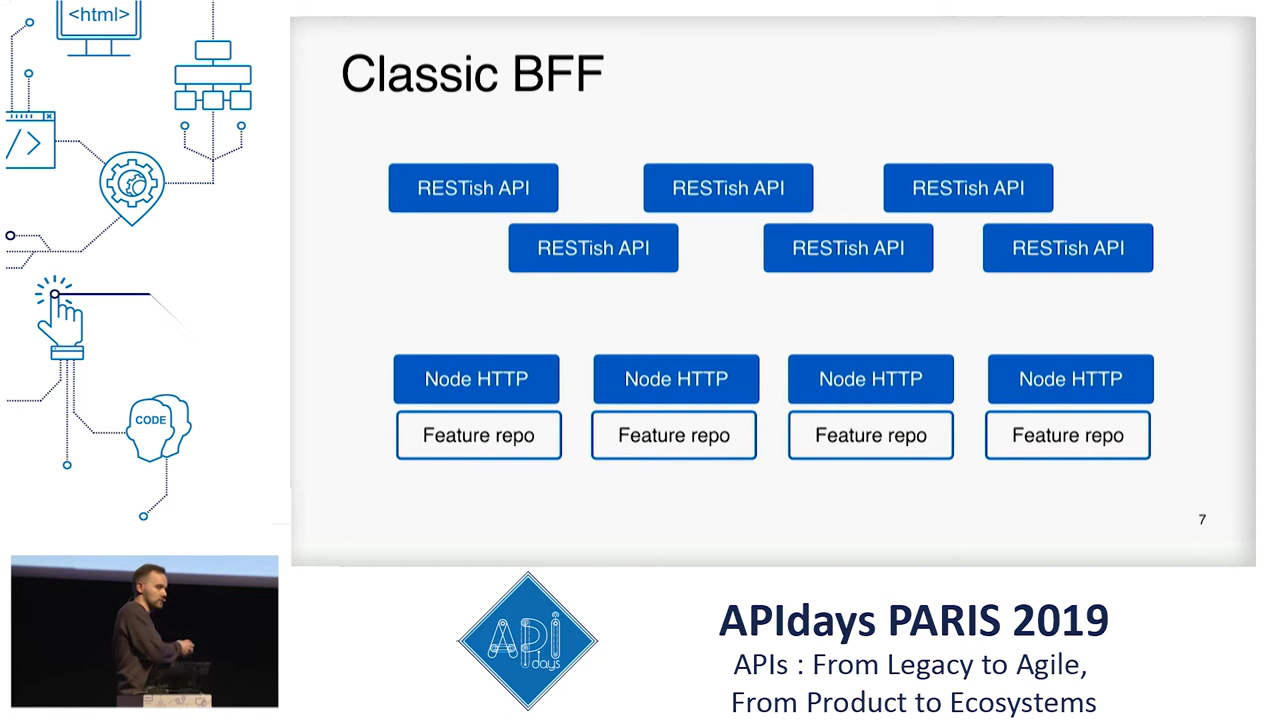 <html>
Classic BFF
RESTish API
RESTish API
RESTish API
RESTish API
RESTish API
RESTish API
/>
Node HTTP
Node HTTP
Node HTTP
Node HTTP
CODE
Feature repo
Feature repo
Feature repo
Feature repo
7
API
days
APIdays PARIS 2019
APIs : From Legacy to Agile,
From Product to Ecosystems